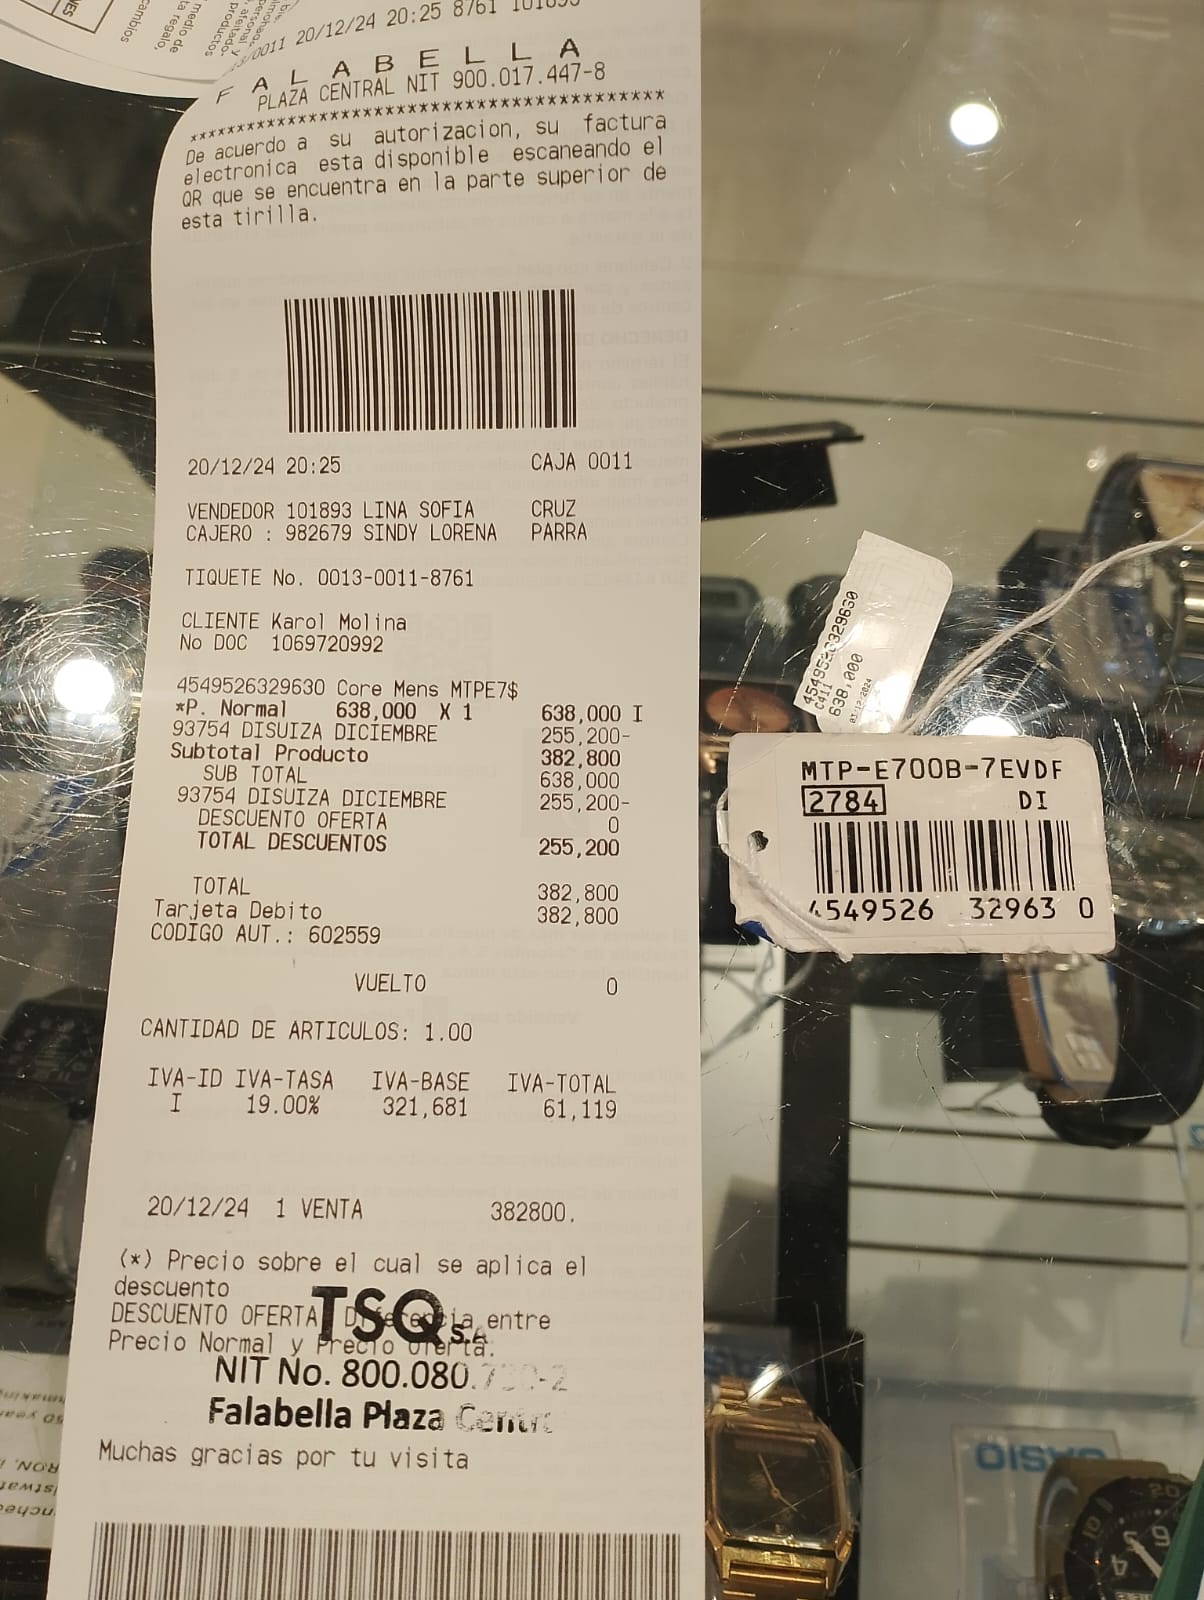 20/12/24 20:25 8761 101893
FALABELLA
PLAZA CENTRAL NIT 900.017.447-8
******************************************
De acuerdo a su autorizacion, su factura
electronica esta disponible escaneando el
QR que se encuentra en la parte superior de
esta tirilla.
20/12/24 20:25 CAJA 0011
VENDEDOR 101893 LINA SOFIA CRUZ
CAJERO : 982679 SINDY LORENA PARRA
TIQUETE No. 0013-0011-8761
CLIENTE Karol Molina
No DOC 1069720992
4549526329630 Core Mens MTPE7$
*P. Normal 638,000 X 1 638,000 I
93754 DISUIZA DICIEMBRE 255,200-
Subtotal Producto 382,800
SUB TOTAL 638,000
93754 DISUIZA DICIEMBRE 255,200-
DESCUENTO OFERTA 0
TOTAL DESCUENTOS 255,200
TOTAL 382,800
Tarjeta Debito 382,800
CODIGO AUT.: 602559
VUELTO 0
CANTIDAD DE ARTICULOS: 1.00
IVA-ID IVA-TASA IVA-BASE IVA-TOTAL
I 19.00% 321,681 61,119
20/12/24 1 VENTA 382800.
(*) Precio sobre el cual se aplica el
descuento
DESCUENTO OFERTA: Diferencia entre
Precio Normal y Precio Oferta.
TSQ S.A.
NIT No. 800.080.
Falabella Plaza Centr
Muchas gracias por tu visita
4549526329630
C411
638,000
MTP-E700B-7EVDF
2784 DI
4549526 32963 0
CASIO